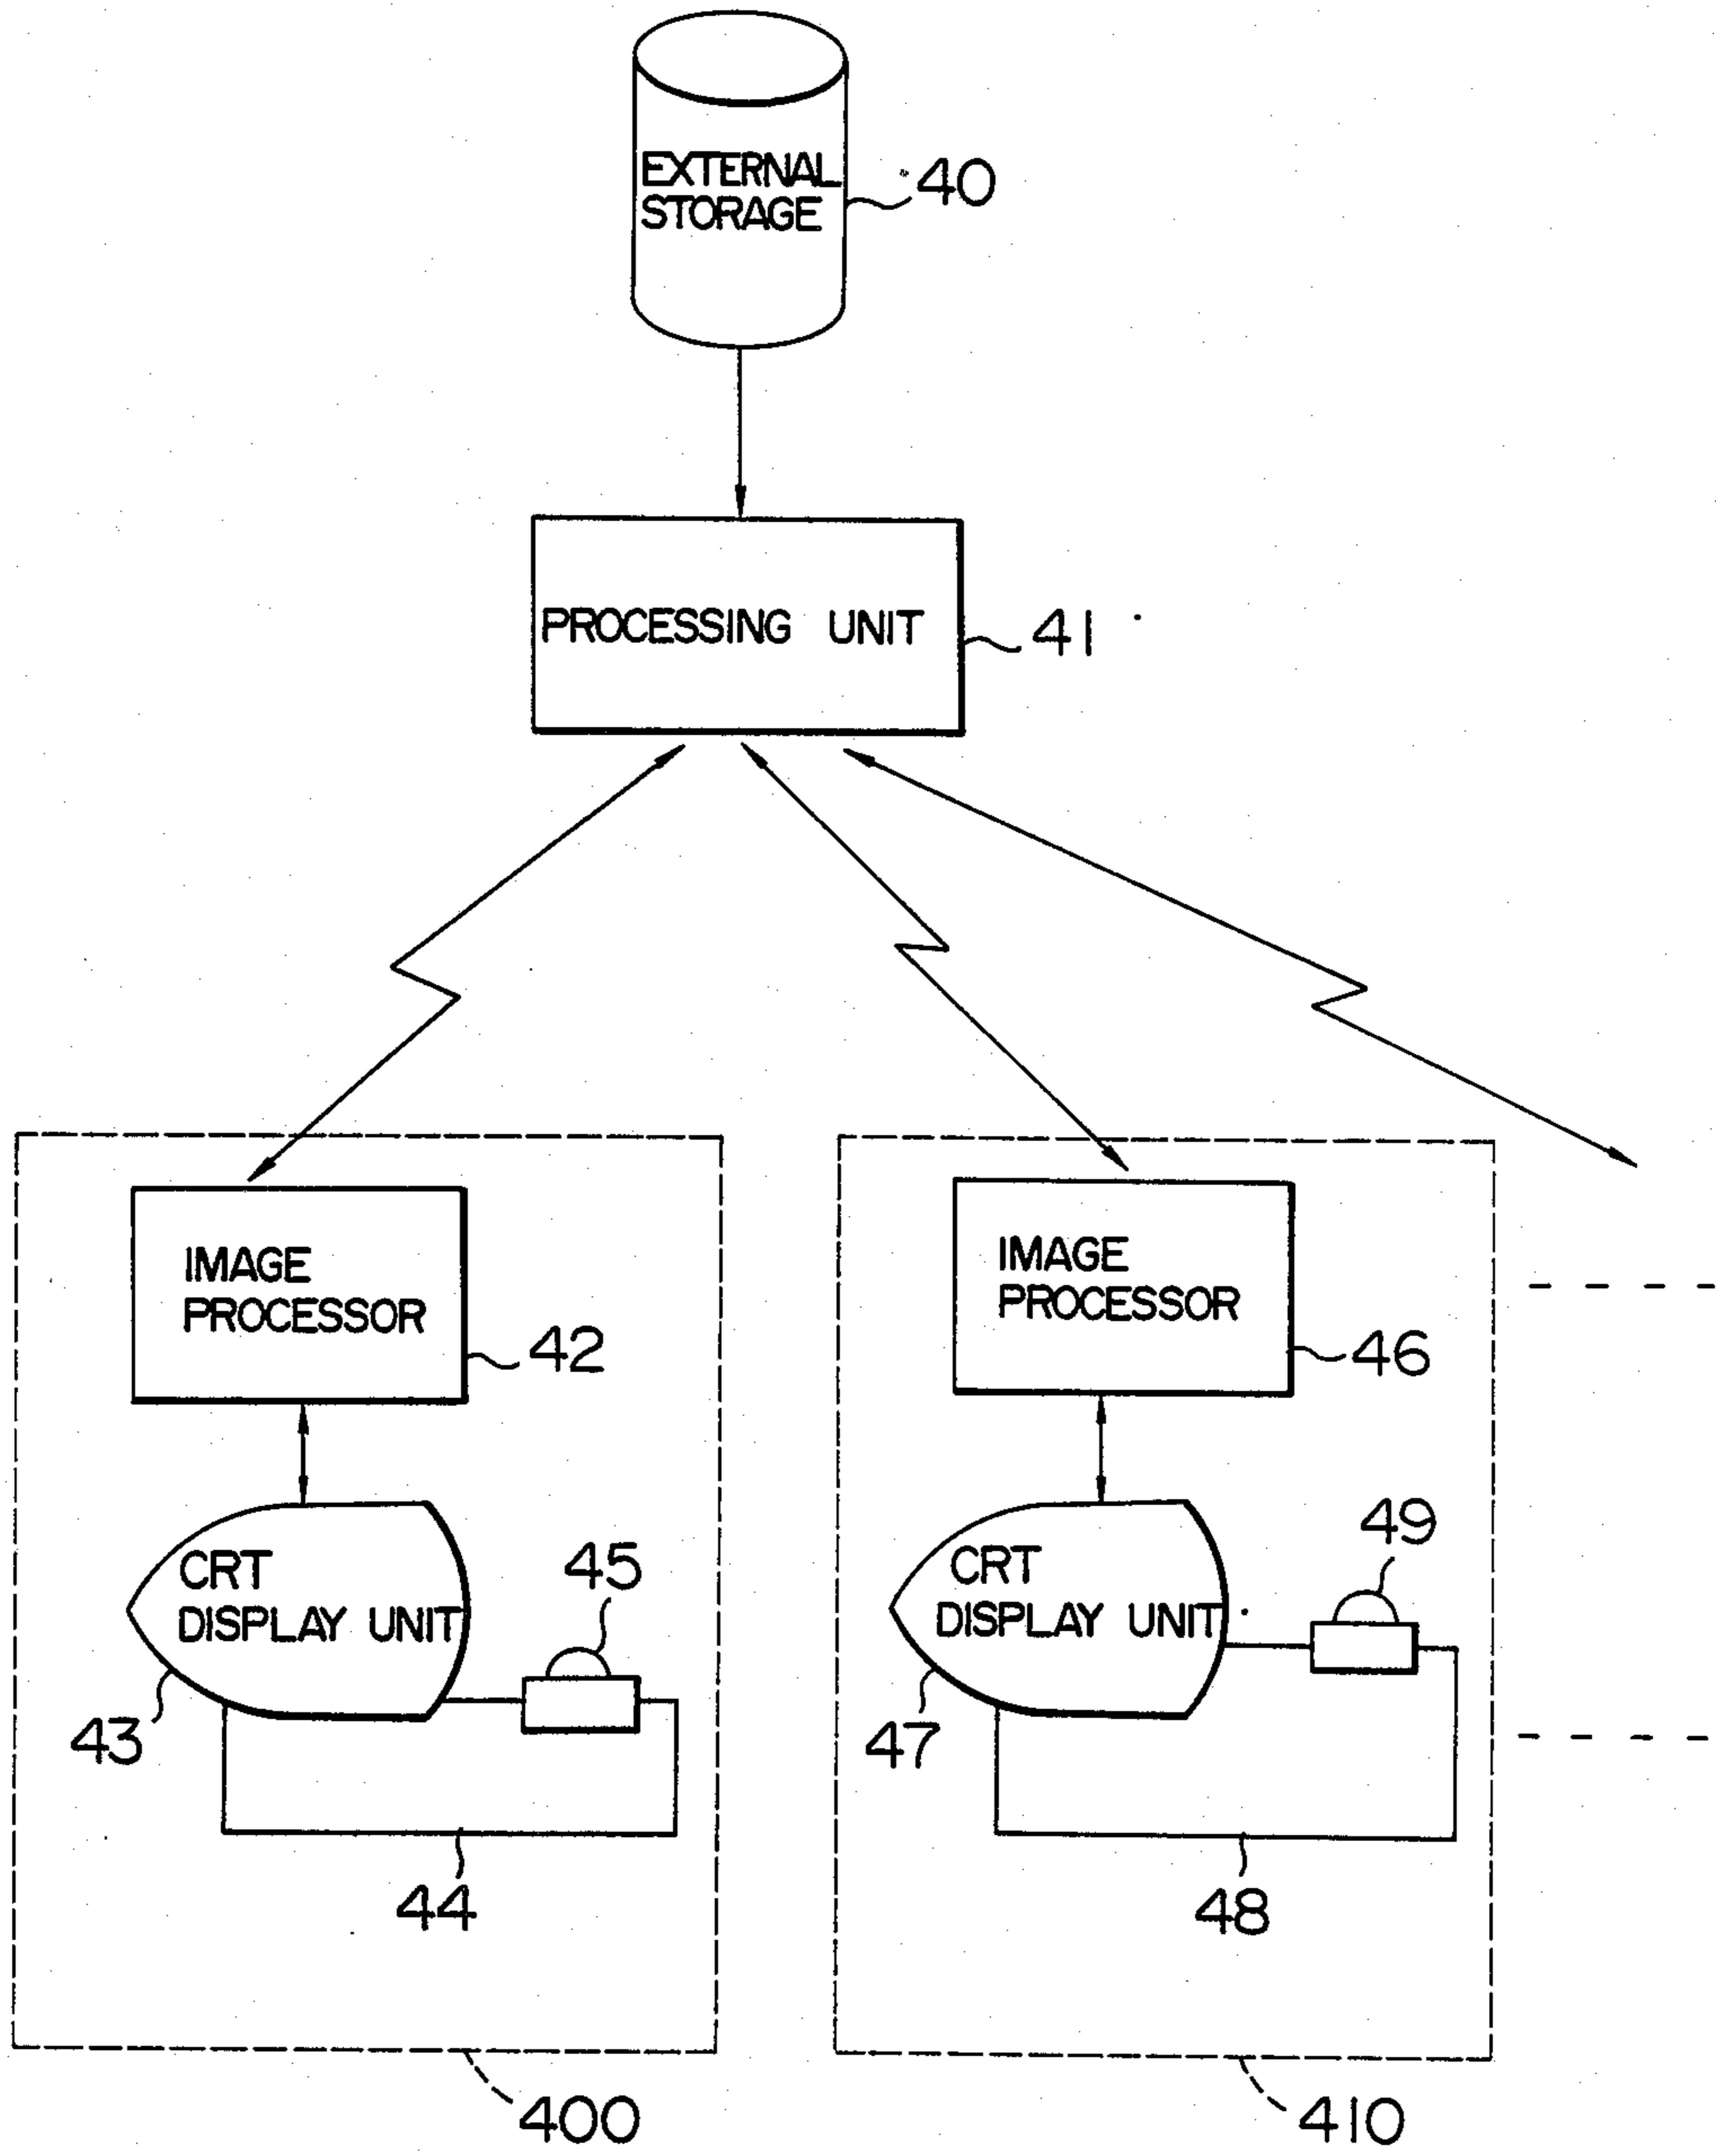 EXTERNAL
STORAGE
40
PROCESSING UNIT
41
IMAGE
PROCESSOR
42
IMAGE
PROCESSOR
46
CRT
DISPLAY UNIT
43
45
44
CRT
DISPLAY UNIT
47
49
48
400
410